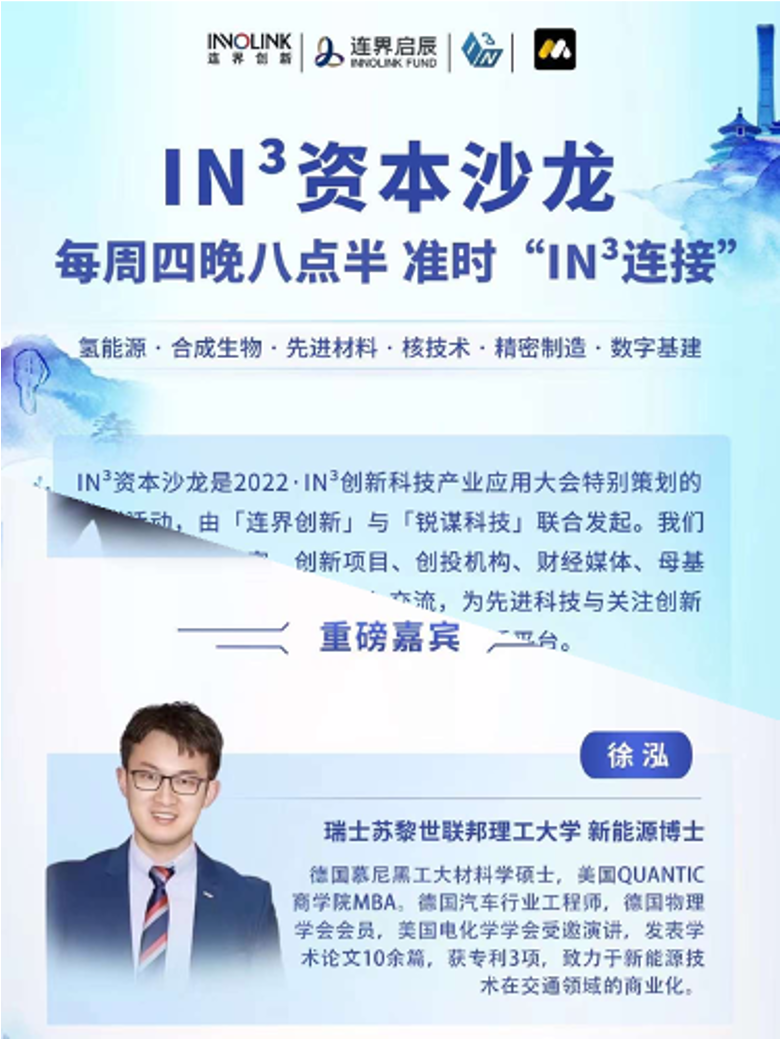 INNOLINK
连界创新
连界启辰
INNOLINK FUND
IN³
IN³资本沙龙
每周四晚八点半 准时“IN³连接”
氢能源·合成生物·先进材料·核技术·精密制造·数字基建
IN³资本沙龙是2022·IN³创新科技产业应用大会特别策划的
活动，由「连界创新」与「锐谋科技」联合发起。我们
创新项目、创投机构、财经媒体、母基
交流，为先进科技与关注创新
平台。
重磅嘉宾
徐泓
瑞士苏黎世联邦理工大学 新能源博士
德国慕尼黑工大材料学硕士，美国QUANTIC
商学院MBA。德国汽车行业工程师，德国物理
学会会员，美国电化学学会受邀演讲，发表学
术论文10余篇，获专利3项，致力于新能源技
术在交通领域的商业化。